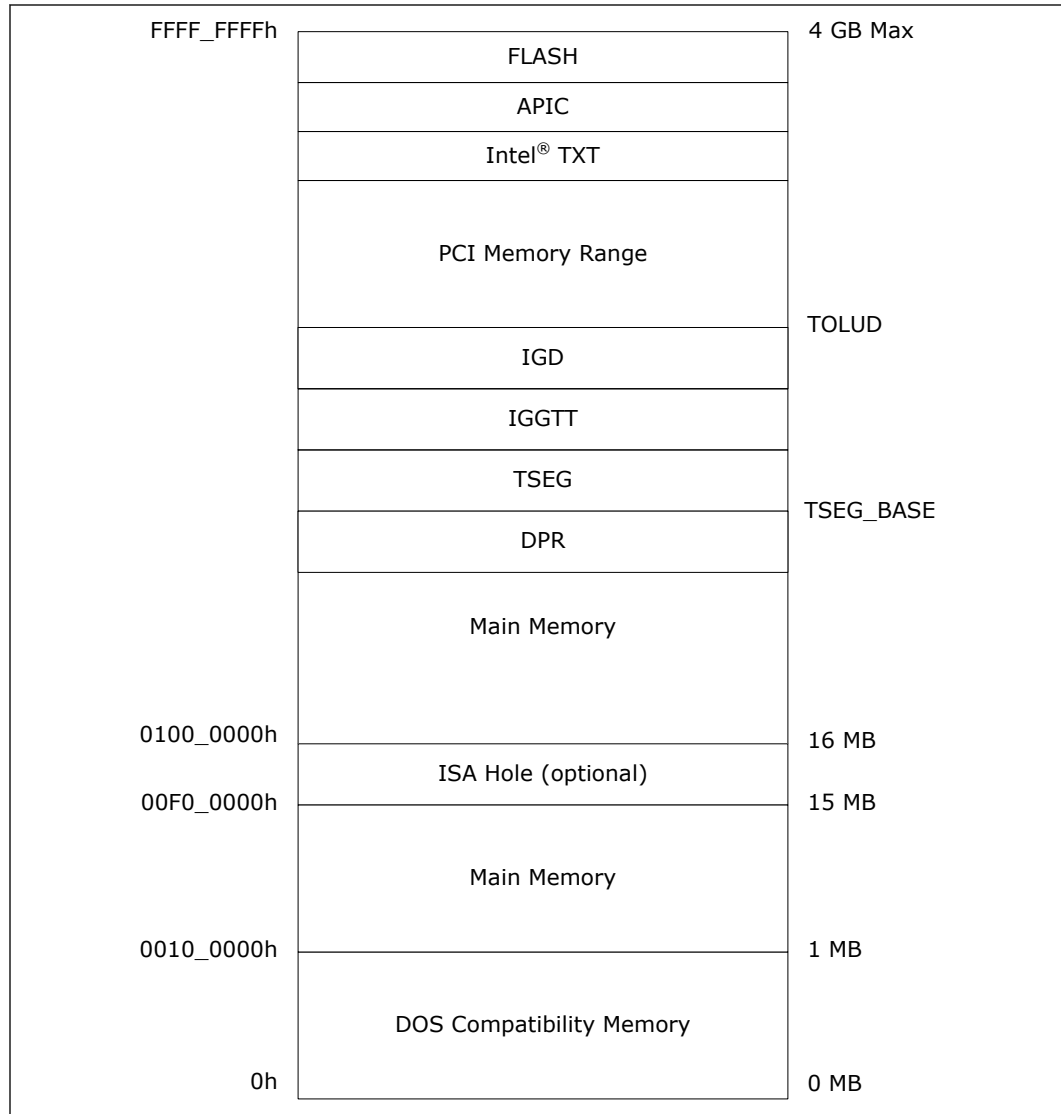 FFFF_FFFFh 4 GB Max
FLASH
APIC
Intel® TXT
PCI Memory Range
TOLUD
IGD
IGGTT
TSEG
TSEG_BASE
DPR
Main Memory
0100_0000h 16 MB
ISA Hole (optional)
00F0_0000h 15 MB
Main Memory
0010_0000h 1 MB
DOS Compatibility Memory
0h 0 MB